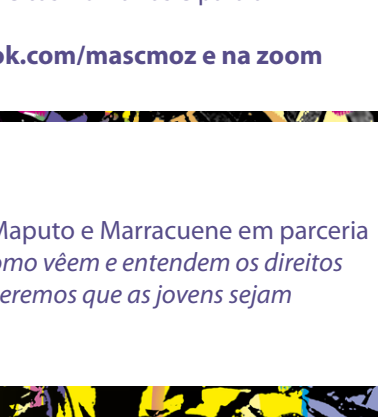 ok.com/mascmoz e na zoom
Maputo e Marracuene em parceria
omo vêem e entendem os direitos
eremos que as jovens sejam